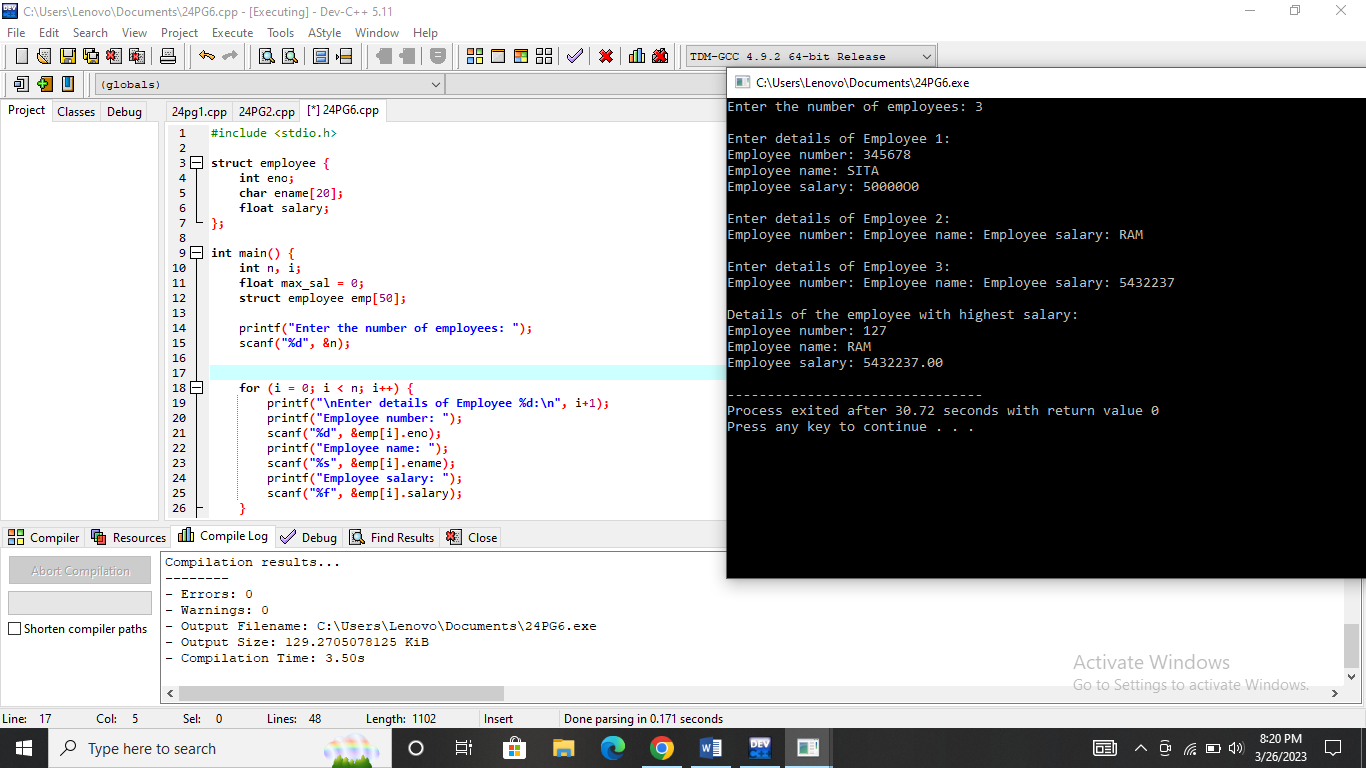 C:\Users\Lenovo\Documents\24PG6.cpp - [Executing] - Dev-C++ 5.11
File Edit Search View Project Execute Tools AStyle Window Help
TDM-GCC 4.9.2 64-bit Release
(globals)
Project Classes Debug
24pg1.cpp 24PG2.cpp [*] 24PG6.cpp
1 #include <stdio.h>
2
3 struct employee {
4 int eno;
5 char ename[20];
6 float salary;
7 };
8
9 int main() {
10 int n, i;
11 float max_sal = 0;
12 struct employee emp[50];
13
14 printf("Enter the number of employees: ");
15 scanf("%d", &n);
16
17
18 for (i = 0; i < n; i++) {
19 printf("\nEnter details of Employee %d:\n", i+1);
20 printf("Employee number: ");
21 scanf("%d", &emp[i].eno);
22 printf("Employee name: ");
23 scanf("%s", &emp[i].ename);
24 printf("Employee salary: ");
25 scanf("%f", &emp[i].salary);
26 }
C:\Users\Lenovo\Documents\24PG6.exe
Enter the number of employees: 3
Enter details of Employee 1:
Employee number: 345678
Employee name: SITA
Employee salary: 50000O0
Enter details of Employee 2:
Employee number: Employee name: Employee salary: RAM
Enter details of Employee 3:
Employee number: Employee name: Employee salary: 5432237
Details of the employee with highest salary:
Employee number: 127
Employee name: RAM
Employee salary: 5432237.00
--------------------------------
Process exited after 30.72 seconds with return value 0
Press any key to continue . . .
Compiler Resources Compile Log Debug Find Results Close
Abort Compilation
Shorten compiler paths
Compilation results...
--------
- Errors: 0
- Warnings: 0
- Output Filename: C:\Users\Lenovo\Documents\24PG6.exe
- Output Size: 129.2705078125 KiB
- Compilation Time: 3.50s
Activate Windows
Go to Settings to activate Windows.
Line: 17 Col: 5 Sel: 0 Lines: 48 Length: 1102 Insert Done parsing in 0.171 seconds
Type here to search
8:20 PM
3/26/2023